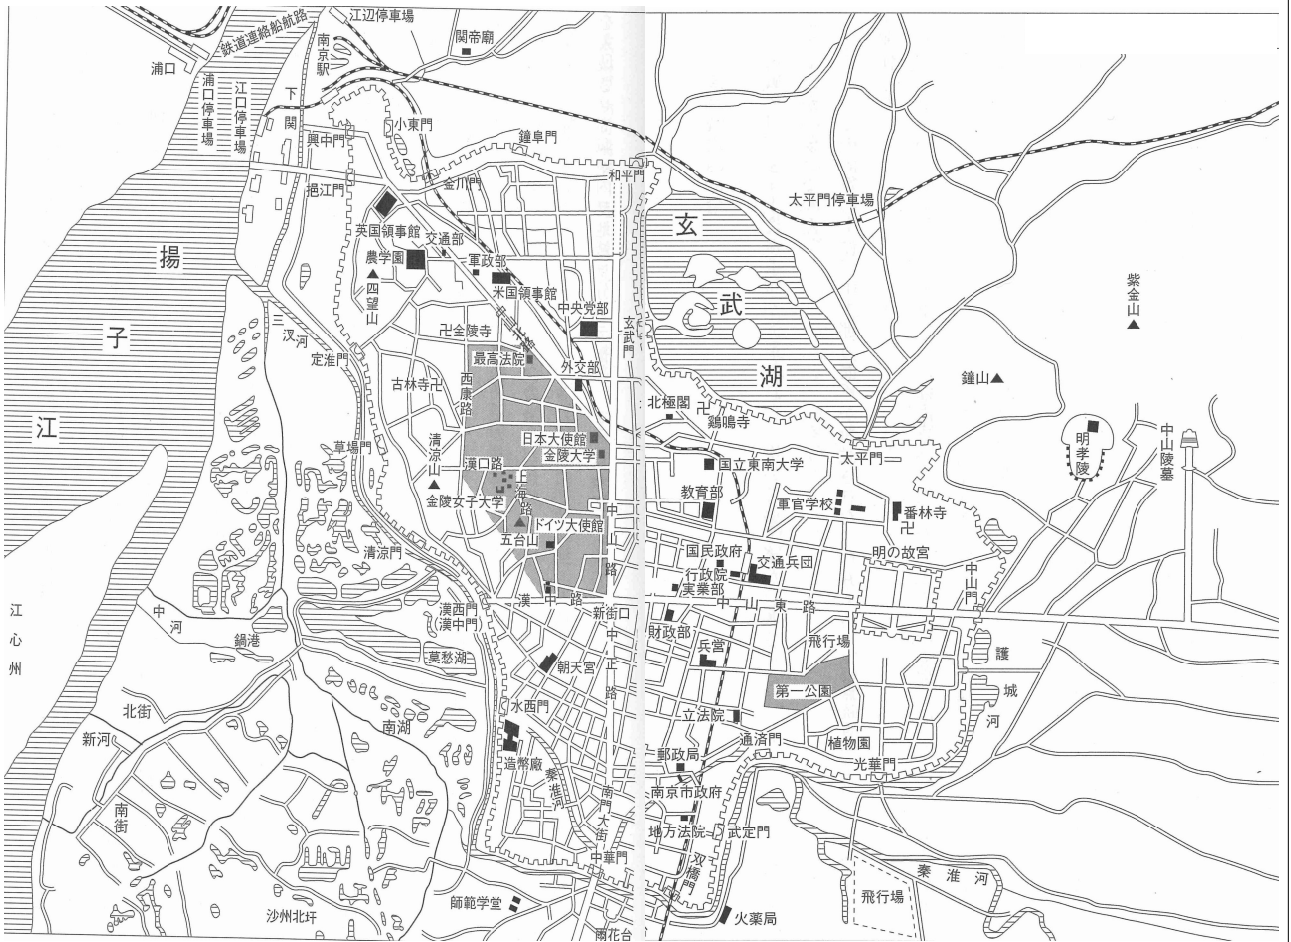 鉄道連絡船航路
江辺停車場
南京駅
関帝廟
浦口
浦口停車場
江口停車場
下関
小東門
鐘阜門
興中門
和平門
金川門
挹江門
太平門停車場
英国領事館
交通部
農学園
軍政部
四望山
米国領事館
中央党部
玄武湖
揚子江
紫金山
三汊河
卍金陵寺
玄武門
定淮門
最高法院
外交部
西康路
古林寺卍
鐘山
北極閣
卍
鶏鳴寺
明孝陵
中山陵墓
日本大使館
金陵大学
草場門
清涼山
漢口路
国立東南大学
太平門
上海路
金陵女子大学
教育部
軍官学校
番林寺
卍
ドイツ大使館
五台山
中山路
清涼門
国民政府
交通兵団
明の故宮
行政院
実業部
中山門
漢中路
新街口
中山東路
江心州
中河
漢西門
漢中門
鍋港
財政部
飛行場
兵営
莫愁湖
朝天宮
中正路
護城河
第一公園
北街
水西門
南湖
立法院
新河
通済門
植物園
造幣廠
秦淮河
郵政局
光華門
南街
南門大街
南京市政府
地方法院
武定門
中華門
双橋門
秦淮河
飛行場
師範学堂
沙州北圩
火薬局
雨花台